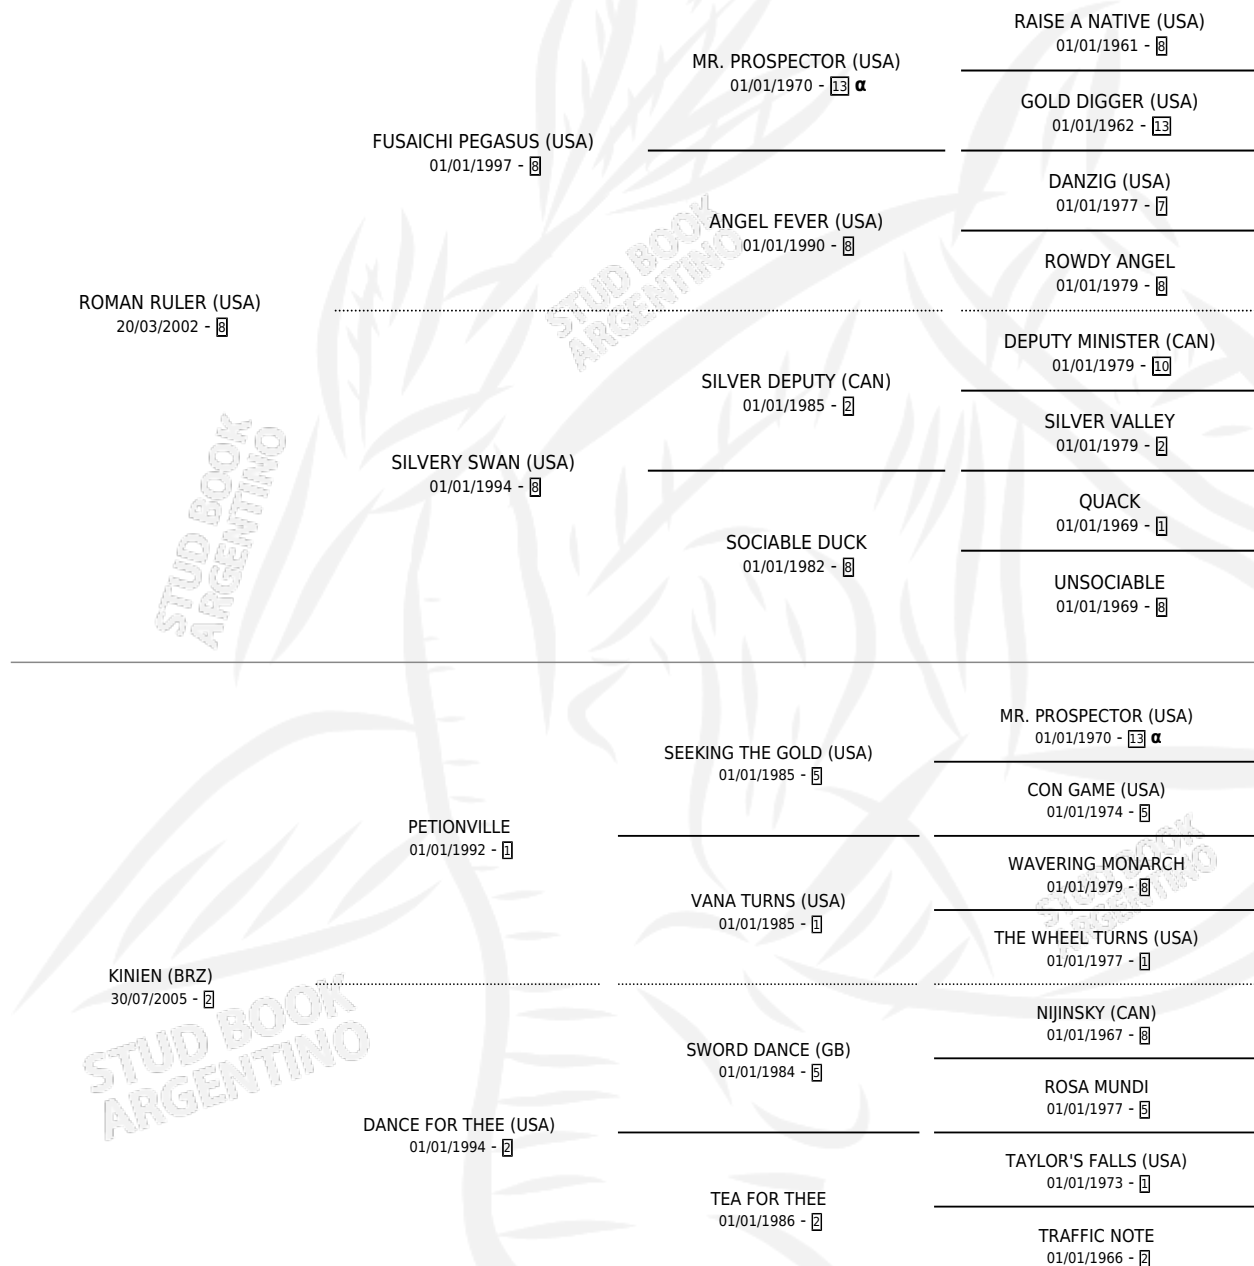 RAISE A NATIVE (USA)
01/01/1961 - 8
MR. PROSPECTOR (USA)
01/01/1970 - 13 α
GOLD DIGGER (USA)
01/01/1962 - 13
FUSAICHI PEGASUS (USA)
01/01/1997 - 8
DANZIG (USA)
01/01/1977 - 7
ANGEL FEVER (USA)
01/01/1990 - 8
ROWDY ANGEL
01/01/1979 - 8
ROMAN RULER (USA)
20/03/2002 - 8
DEPUTY MINISTER (CAN)
01/01/1979 - 10
SILVER DEPUTY (CAN)
01/01/1985 - 2
SILVER VALLEY
01/01/1979 - 2
SILVERY SWAN (USA)
01/01/1994 - 8
QUACK
01/01/1969 - 1
SOCIABLE DUCK
01/01/1982 - 8
UNSOCIABLE
01/01/1969 - 8
MR. PROSPECTOR (USA)
01/01/1970 - 13 α
SEEKING THE GOLD (USA)
01/01/1985 - 5
CON GAME (USA)
01/01/1974 - 5
PETIONVILLE
01/01/1992 - 1
WAVERING MONARCH
01/01/1979 - 8
VANA TURNS (USA)
01/01/1985 - 1
THE WHEEL TURNS (USA)
01/01/1977 - 1
KINIEN (BRZ)
30/07/2005 - 2
NIJINSKY (CAN)
01/01/1967 - 8
SWORD DANCE (GB)
01/01/1984 - 5
ROSA MUNDI
01/01/1977 - 5
DANCE FOR THEE (USA)
01/01/1994 - 2
TAYLOR'S FALLS (USA)
01/01/1973 - 1
TEA FOR THEE
01/01/1986 - 2
TRAFFIC NOTE
01/01/1966 - 2
STUD BOOK
ARGENTINO
STUD BOOK
ARGENTINO
STUD BOOK
ARGENTINO
STUD BOOK
ARGENTINO